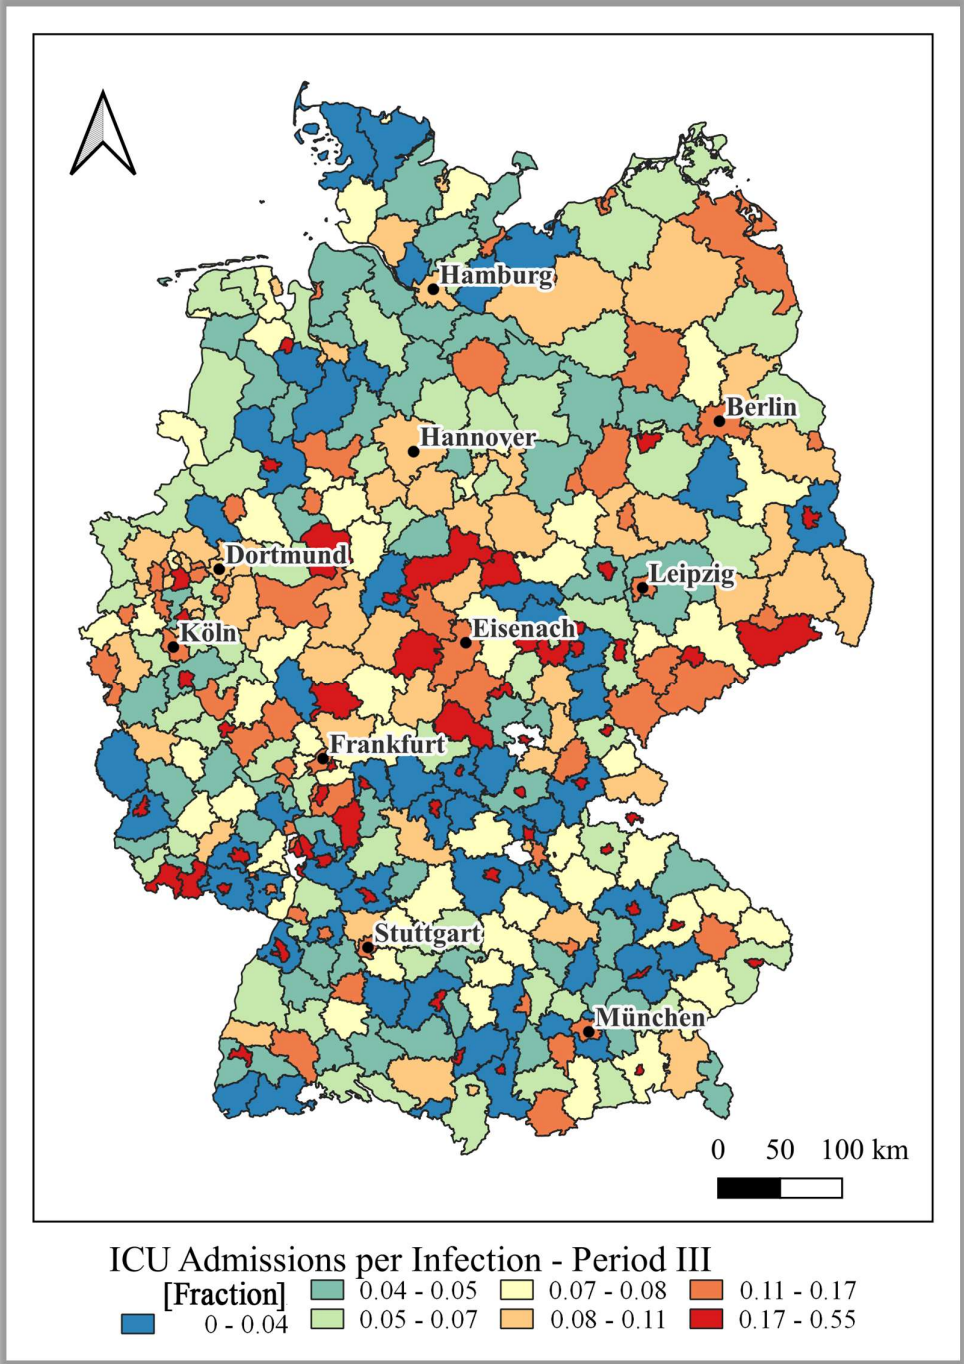 Hamburg
Berlin
Hannover
Dortmund
Leipzig
Eisenach
Köln
Frankfurt
Stuttgart
München
0 50 100 km
ICU Admissions per Infection - Period III
[Fraction] 0.04 - 0.05 0.07 - 0.08 0.11 - 0.17
0 - 0.04 0.05 - 0.07 0.08 - 0.11 0.17 - 0.55